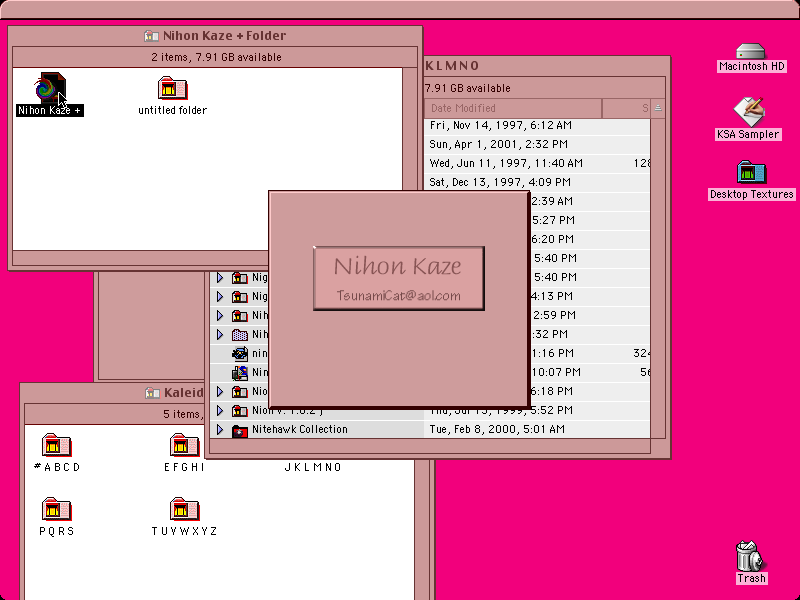 Nihon Kaze + Folder
2 items, 7.91 GB available
Nihon Kaze +
untitled folder
KLMNO
7.91 GB available
Date Modified
S
Fri, Nov 14, 1997, 6:12 AM
Sun, Apr 1, 2001, 2:32 PM
Wed, Jun 11, 1997, 11:40 AM 128
Sat, Dec 13, 1997, 4:09 PM
2:39 AM
5:27 PM
6:20 PM
5:40 PM
Nig 5:40 PM
Nig 4:13 PM
Nih 2:59 PM
Nih :32 PM
nin 1:16 PM 324
Nin 10:07 PM 56
Nio 6:18 PM
Nion v. 1.0.2 Thu, Jul 15, 1999, 5:52 PM
Nitehawk Collection Tue, Feb 8, 2000, 5:01 AM
Nihon Kaze
TsunamiCat@aol.com
Kaleid
5 items,
#ABCD
EFGHI
JKLMNO
PQRS
TUYWXYZ
Macintosh HD
KSA Sampler
Desktop Textures
Trash